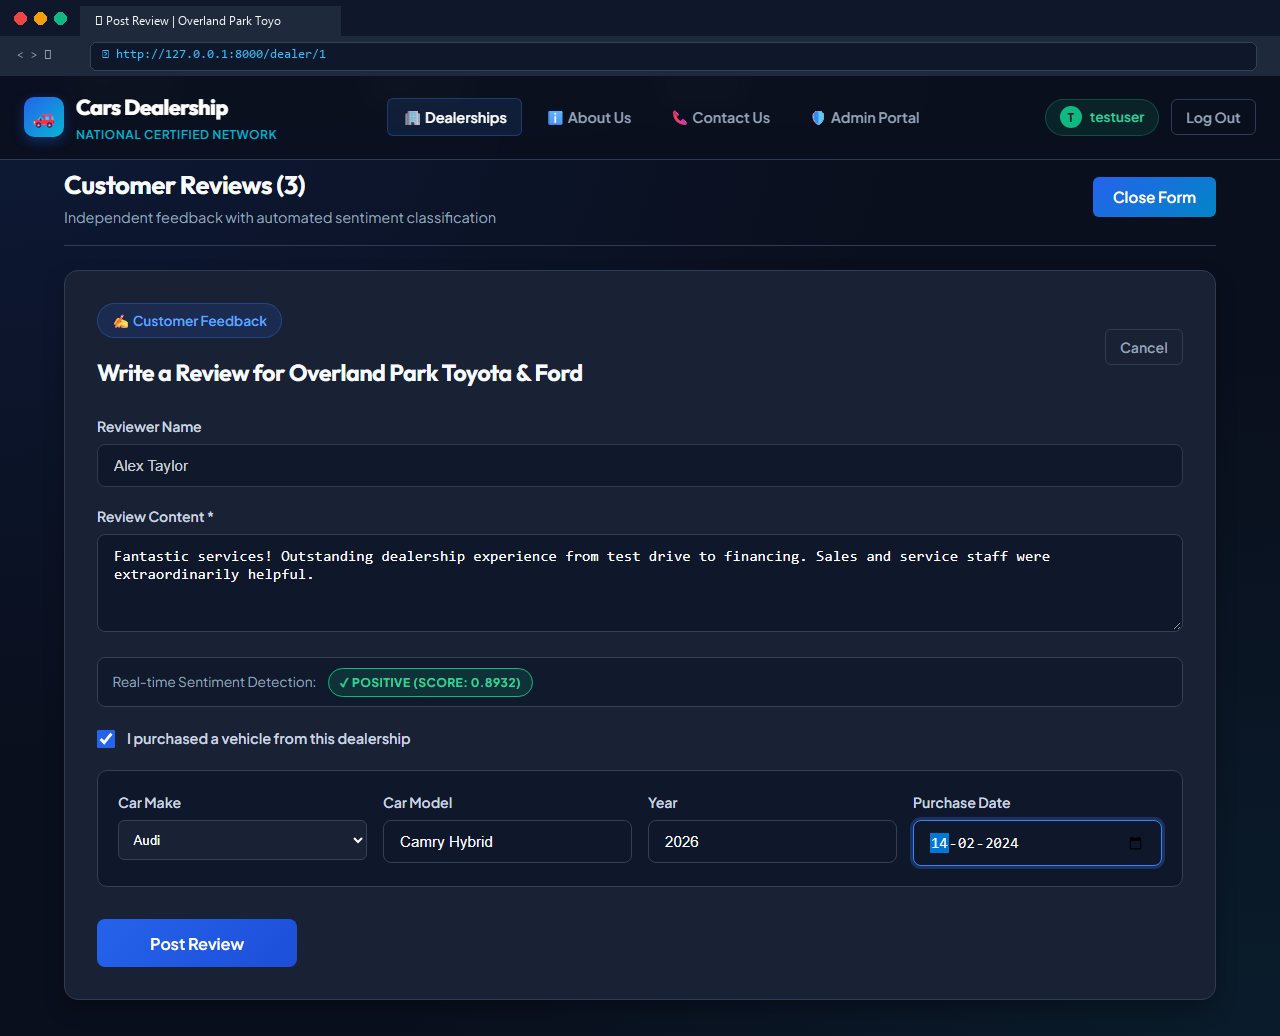 Post Review | Overland Park Toyo
http://127.0.0.1:8000/dealer/1
Cars Dealership
NATIONAL CERTIFIED NETWORK
Dealerships
About Us
Contact Us
Admin Portal
T testuser
Log Out
Customer Reviews (3)
Independent feedback with automated sentiment classification
Close Form
Customer Feedback
Cancel
Write a Review for Overland Park Toyota & Ford
Reviewer Name
Alex Taylor
Review Content *
Fantastic services! Outstanding dealership experience from test drive to financing. Sales and service staff were
extraordinarily helpful.
Real-time Sentiment Detection: ✓ POSITIVE (SCORE: 0.8932)
I purchased a vehicle from this dealership
Car Make
Car Model
Year
Purchase Date
Audi
Camry Hybrid
2026
14-02-2024
Post Review